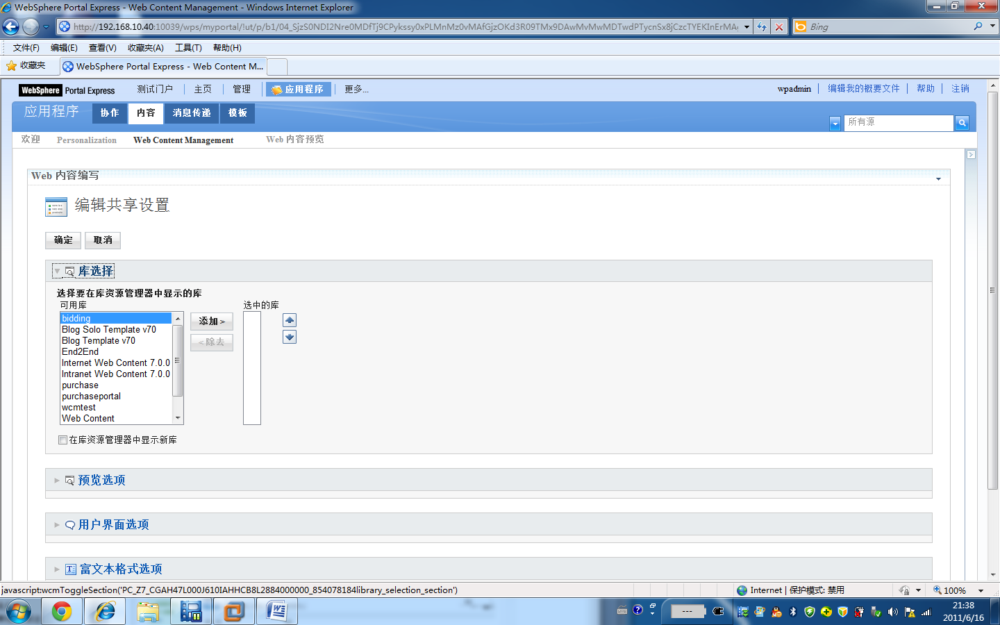 WebSphere Portal Express - Web Content Management - Windows Internet Explorer
http://192.168.10.40:10039/wps/myportal/!ut/p/b1/
Bing
文件(F) 编辑(E) 查看(V) 收藏夹(A) 工具(T) 帮助(H)
收藏夹 WebSphere Portal Express - Web Content M...
WebSphere Portal Express 测试门户 主页 管理 应用程序 更多... wpadmin 编辑我的概要文件 帮助 注销
应用程序 协作 内容 消息传递 模板
所有源
欢迎 Personalization Web Content Management Web 内容预览
Web 内容编写
编辑共享设置
确定 取消
库选择
选择要在库资源管理器中显示的库
可用库 选中的库
bidding
Blog Solo Template v70
Blog Template v70
End2End
Internet Web Content 7.0.0
Intranet Web Content 7.0.0
purchase
purchaseportal
wcmtest
Web Content
添加 >
< 除去
在库资源管理器中显示新库
预览选项
用户界面选项
富文本格式选项
javascript:wcmToggleSection('PC_Z7_CGAH47L000J610IAHHCB8L2884000000_854078184library_selection_section')
Internet | 保护模式: 禁用
100%
---
21:38
2011/6/16